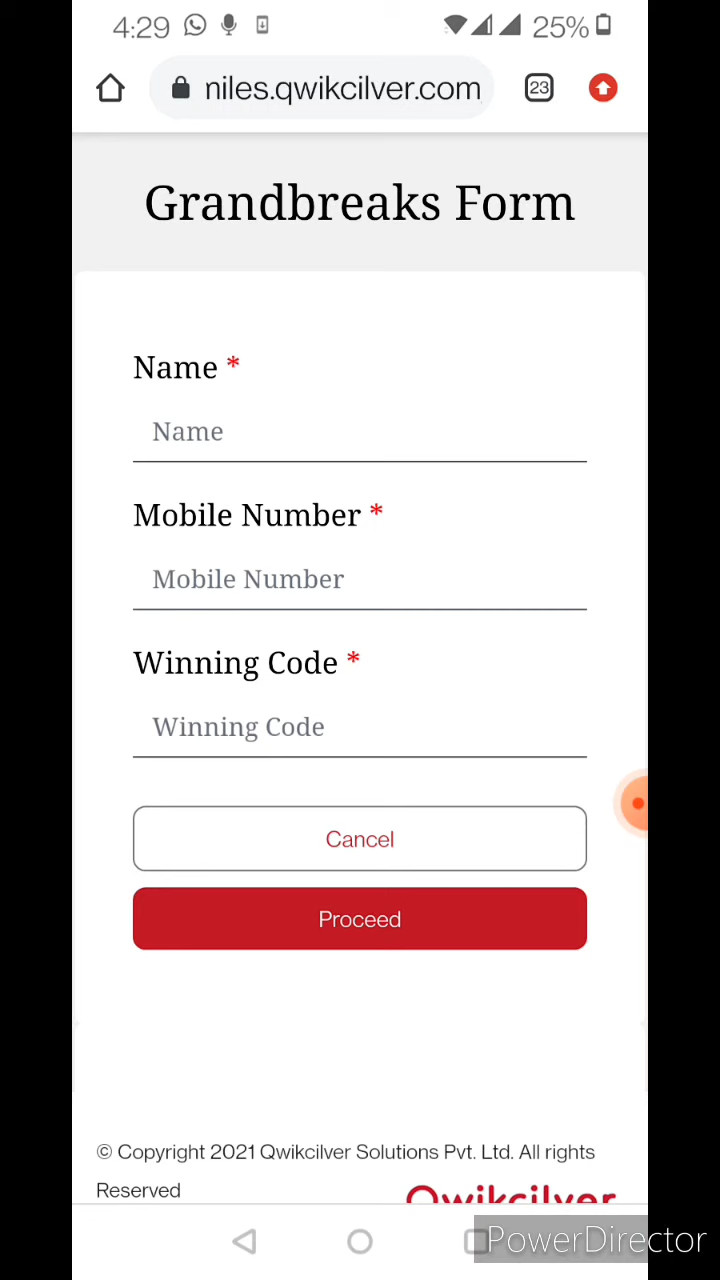 4:29 25%
niles.qwikcilver.com 23
Grandbreaks Form
Name *
Name
Mobile Number *
Mobile Number
Winning Code *
Winning Code
Cancel
Proceed
© Copyright 2021 Qwikcilver Solutions Pvt. Ltd. All rights
Reserved
Qwikcilver
PowerDirector